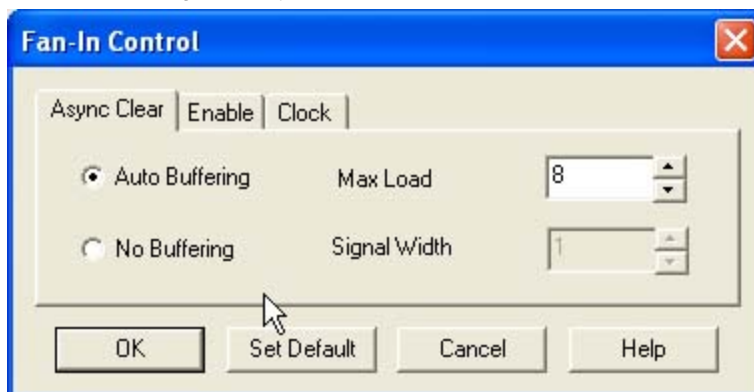 Fan-In Control
Async Clear Enable Clock
Auto Buffering Max Load 8
No Buffering Signal Width 1
OK Set Default Cancel Help